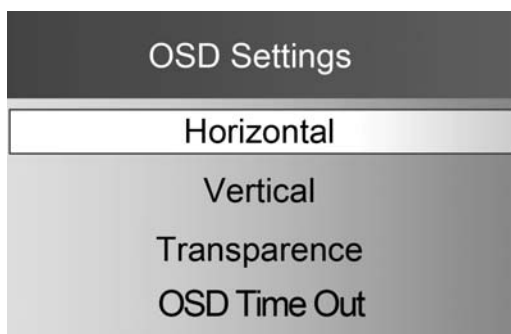 OSD Settings
Horizontal
Vertical
Transparence
OSD Time Out